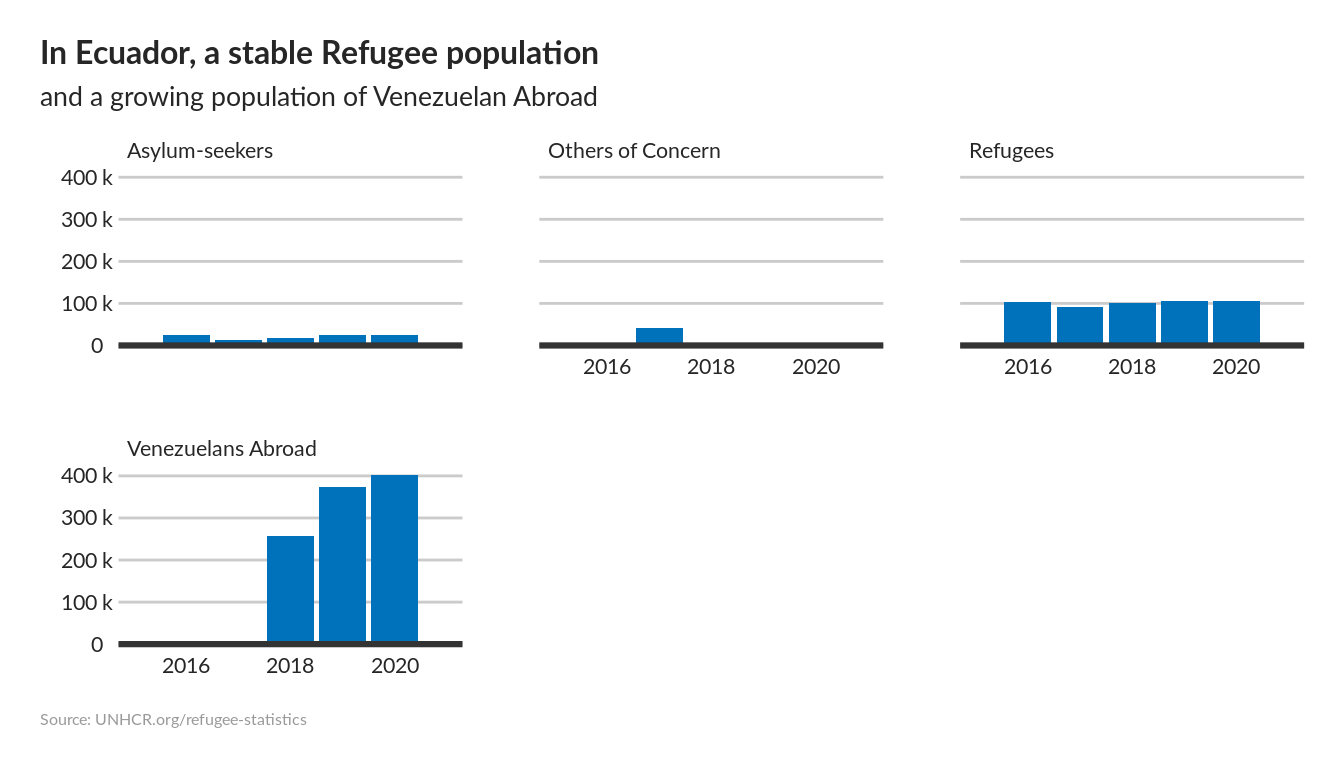 In Ecuador, a stable Refugee population
and a growing population of Venezuelan Abroad
Asylum-seekers
Others of Concern
Refugees
400 k
300 k
200 k
100 k
0
2016 2018 2020
2016 2018 2020
Venezuelans Abroad
400 k
300 k
200 k
100 k
0
2016 2018 2020
Source: UNHCR.org/refugee-statistics